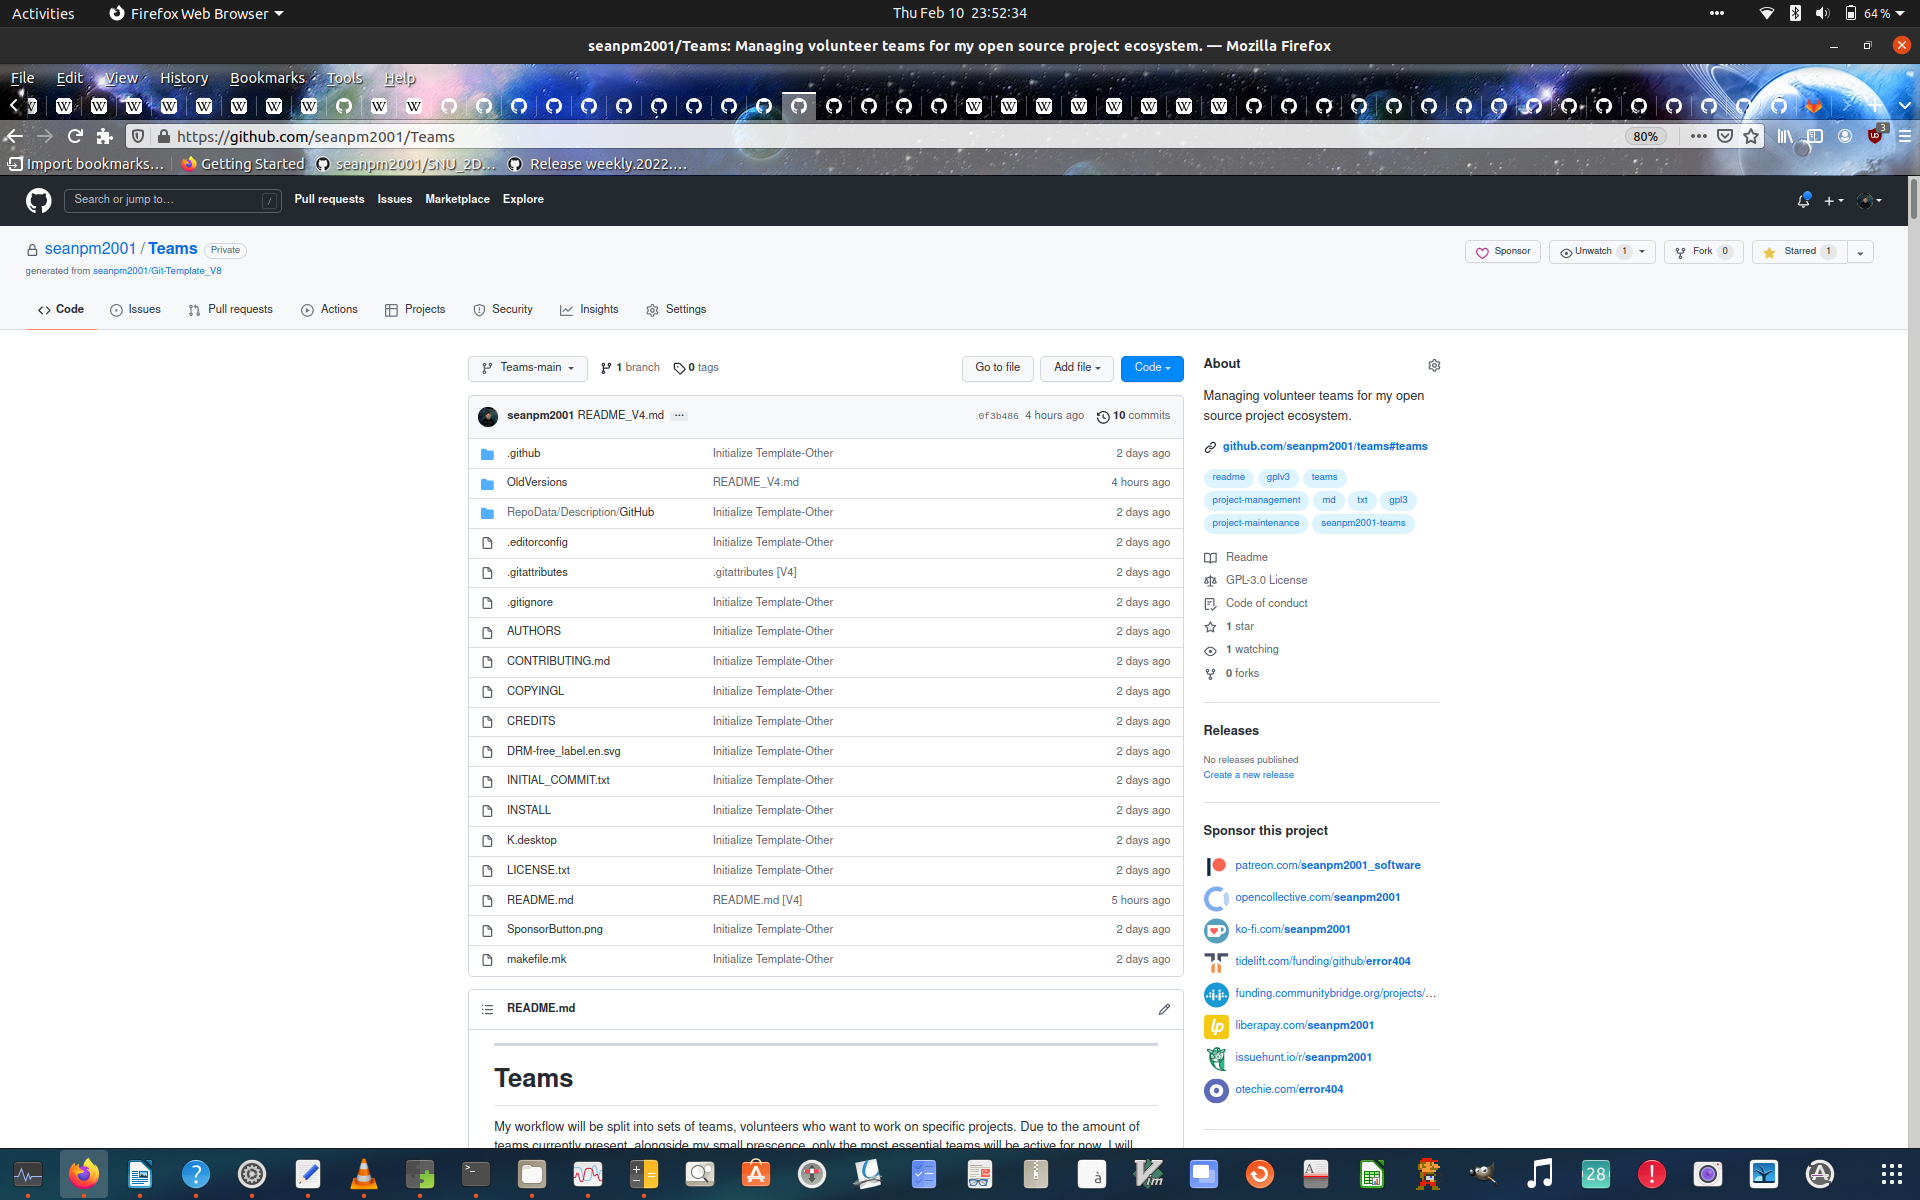 Activities
Firefox Web Browser
Thu Feb 10  23:52:34
64 %
seanpm2001/Teams: Managing volunteer teams for my open source project ecosystem. — Mozilla Firefox
File Edit View History Bookmarks Tools Help
https://github.com/seanpm2001/Teams
80%
3
Import bookmarks...
Getting Started
seanpm2001/SNU_2D...
Release weekly.2022....
Search or jump to...
/
Pull requests Issues Marketplace Explore
seanpm2001 / Teams
Private
Sponsor
Unwatch 1
Fork 0
Starred 1
generated from seanpm2001/Git-Template_V8
Code
Issues
Pull requests
Actions
Projects
Security
Insights
Settings
Teams-main
1 branch
0 tags
Go to file
Add file
Code
seanpm2001 README_V4.md
0f3b486 4 hours ago
10 commits
.github Initialize Template-Other 2 days ago
OldVersions README_V4.md 4 hours ago
RepoData/Description/GitHub Initialize Template-Other 2 days ago
.editorconfig Initialize Template-Other 2 days ago
.gitattributes .gitattributes [V4] 2 days ago
.gitignore Initialize Template-Other 2 days ago
AUTHORS Initialize Template-Other 2 days ago
CONTRIBUTING.md Initialize Template-Other 2 days ago
COPYINGL Initialize Template-Other 2 days ago
CREDITS Initialize Template-Other 2 days ago
DRM-free_label.en.svg Initialize Template-Other 2 days ago
INITIAL_COMMIT.txt Initialize Template-Other 2 days ago
INSTALL Initialize Template-Other 2 days ago
K.desktop Initialize Template-Other 2 days ago
LICENSE.txt Initialize Template-Other 2 days ago
README.md README.md [V4] 5 hours ago
SponsorButton.png Initialize Template-Other 2 days ago
makefile.mk Initialize Template-Other 2 days ago
README.md
Teams
My workflow will be split into sets of teams, volunteers who want to work on specific projects. Due to the amount of
teams currently present, alongside my small prescence, only the most essential teams will be active for now. I will
About
Managing volunteer teams for my open
source project ecosystem.
github.com/seanpm2001/teams#teams
readme gplv3 teams
project-management md txt gpl3
project-maintenance seanpm2001-teams
Readme
GPL-3.0 License
Code of conduct
1 star
1 watching
0 forks
Releases
No releases published
Create a new release
Sponsor this project
patreon.com/seanpm2001_software
opencollective.com/seanpm2001
ko-fi.com/seanpm2001
tidelift.com/funding/github/error404
funding.communitybridge.org/projects/...
lp
liberapay.com/seanpm2001
issuehunt.io/r/seanpm2001
otechie.com/error404
28